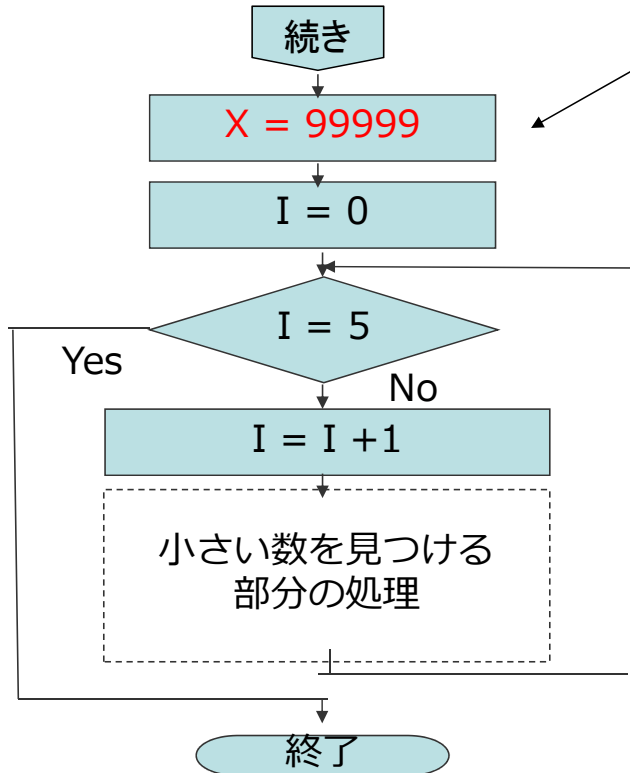 続き
X = 99999
I = 0
I = 5
Yes
No
I = I +1
小さい数を見つける
部分の処理
終了